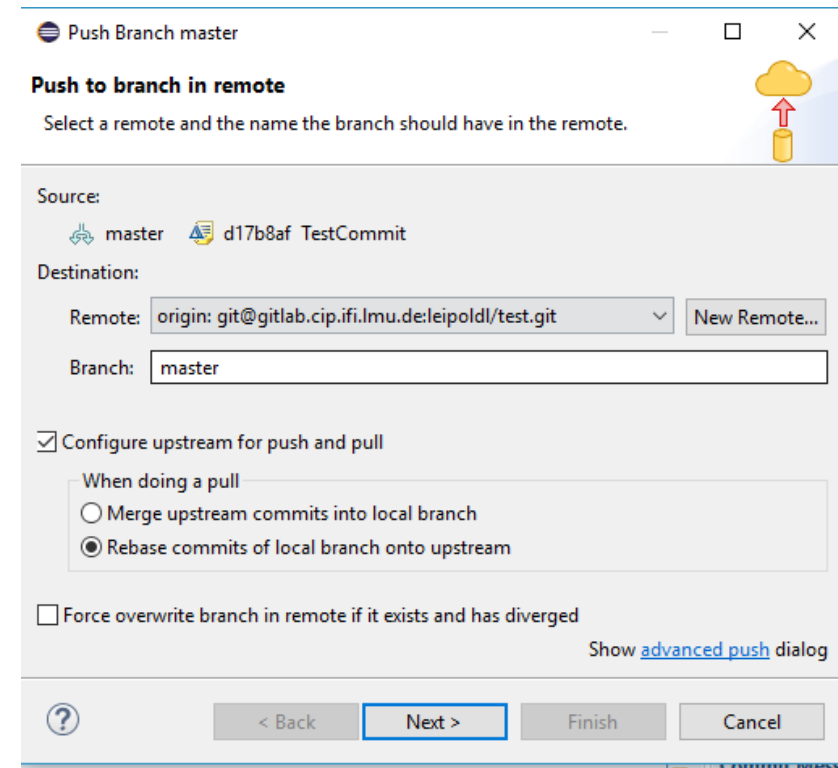 Push Branch master
Push to branch in remote
Select a remote and the name the branch should have in the remote.
Source:
master d17b8af TestCommit
Destination:
Remote: origin: git@gitlab.cip.ifi.lmu.de:leipoldl/test.git New Remote...
Branch: master
Configure upstream for push and pull
When doing a pull
Merge upstream commits into local branch
Rebase commits of local branch onto upstream
Force overwrite branch in remote if it exists and has diverged
Show advanced push dialog
? < Back Next > Finish Cancel